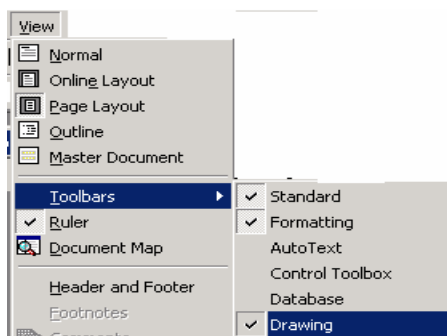 View
Normal
Online Layout
Page Layout
Outline
Master Document
Toolbars
Ruler
Document Map
Header and Footer
Footnotes
Standard
Formatting
AutoText
Control Toolbox
Database
Drawing